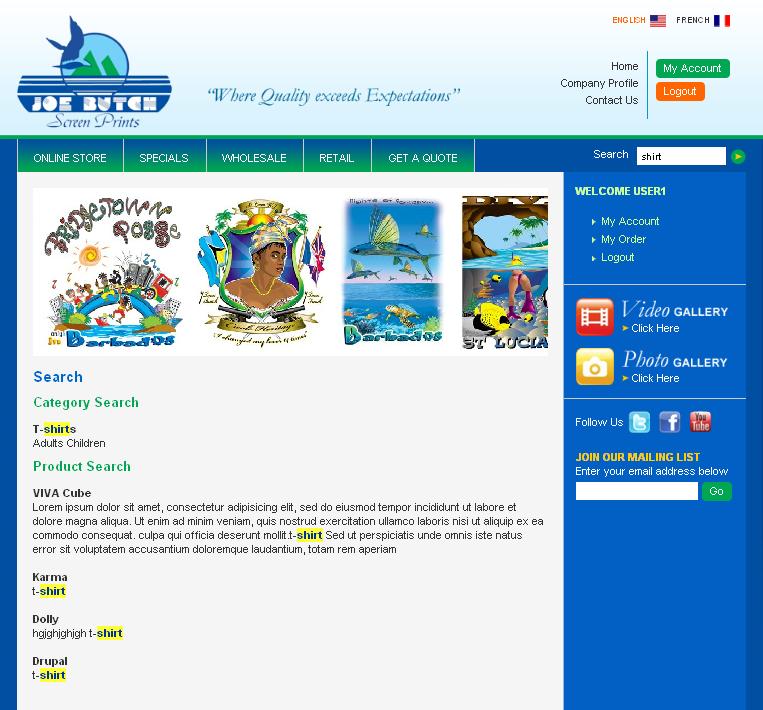 ENGLISH FRENCH
JOE BUTCH
Screen Prints
"Where Quality exceeds Expectations"
Home
Company Profile
Contact Us
My Account
Logout
ONLINE STORE SPECIALS WHOLESALE RETAIL GET A QUOTE
Search shirt
BRIDGETOWN
POSSE
Barbados
Barbados
ST LUCIA
WELCOME USER1
My Account
My Order
Logout
Video GALLERY
Click Here
Photo GALLERY
Click Here
Follow Us
You Tube
JOIN OUR MAILING LIST
Enter your email address below
Go
Search
Category Search
T-shirts
Adults Children
Product Search
VIVA Cube
Lorem ipsum dolor sit amet, consectetur adipisicing elit, sed do eiusmod tempor incididunt ut labore et
dolore magna aliqua. Ut enim ad minim veniam, quis nostrud exercitation ullamco laboris nisi ut aliquip ex ea
commodo consequat. culpa qui officia deserunt mollit.t-shirt Sed ut perspiciatis unde omnis iste natus
error sit voluptatem accusantium doloremque laudantium, totam rem aperiam
Karma
t-shirt
Dolly
hgjghjghjgh t-shirt
Drupal
t-shirt